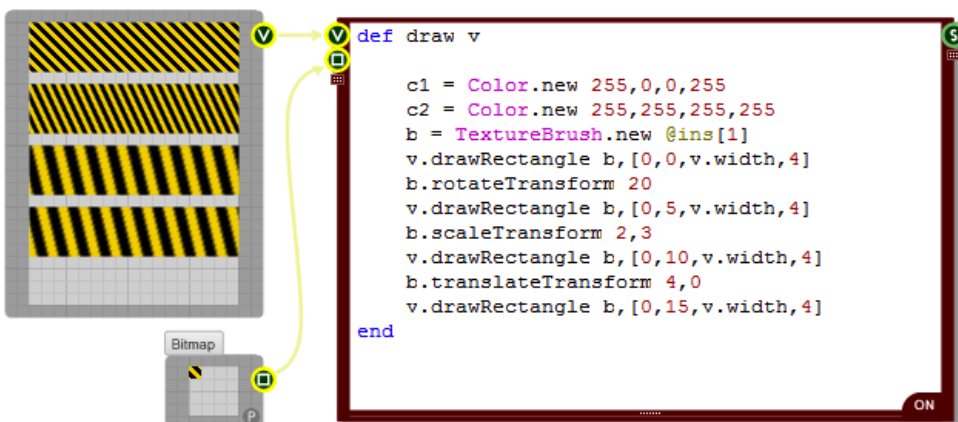 V
V
def draw v
S
c1 = Color.new 255,0,0,255
c2 = Color.new 255,255,255,255
b = TextureBrush.new @ins[1]
v.drawRectangle b,[0,0,v.width,4]
b.rotateTransform 20
v.drawRectangle b,[0,5,v.width,4]
b.scaleTransform 2,3
v.drawRectangle b,[0,10,v.width,4]
b.translateTransform 4,0
v.drawRectangle b,[0,15,v.width,4]
end
Bitmap
P
ON